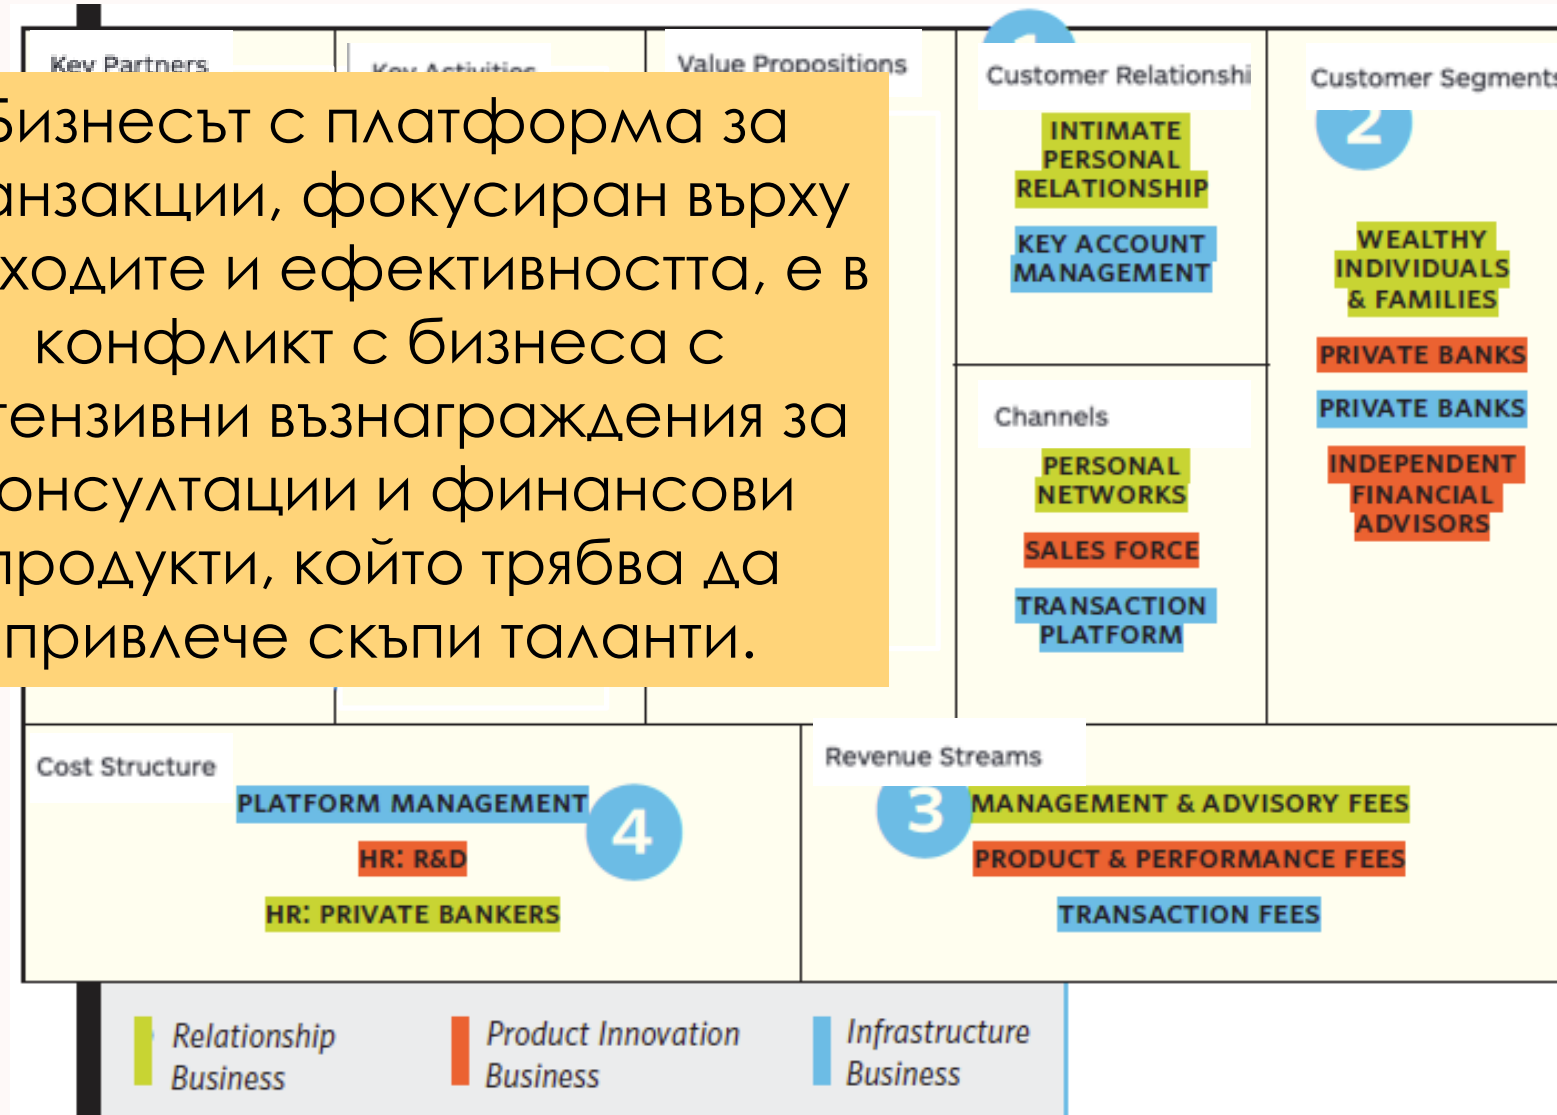 Key Partners
Key Activities
Value Propositions
1
Customer Relationshi
Customer Segments
Бизнесът с платформа за
анзакции, фокусиран върху
ходите и ефективността, е в
конфликт с бизнеса с
тензивни възнаграждения за
онсултации и финансови
продукти, който трябва да
привлече скъпи таланти.
INTIMATE
PERSONAL
RELATIONSHIP
KEY ACCOUNT
MANAGEMENT
Channels
PERSONAL
NETWORKS
SALES FORCE
TRANSACTION
PLATFORM
2
WEALTHY
INDIVIDUALS
& FAMILIES
PRIVATE BANKS
PRIVATE BANKS
INDEPENDENT
FINANCIAL
ADVISORS
Cost Structure
PLATFORM MANAGEMENT
4
HR: R&D
HR: PRIVATE BANKERS
Revenue Streams
3
MANAGEMENT & ADVISORY FEES
PRODUCT & PERFORMANCE FEES
TRANSACTION FEES
Relationship
Business
Product Innovation
Business
Infrastructure
Business